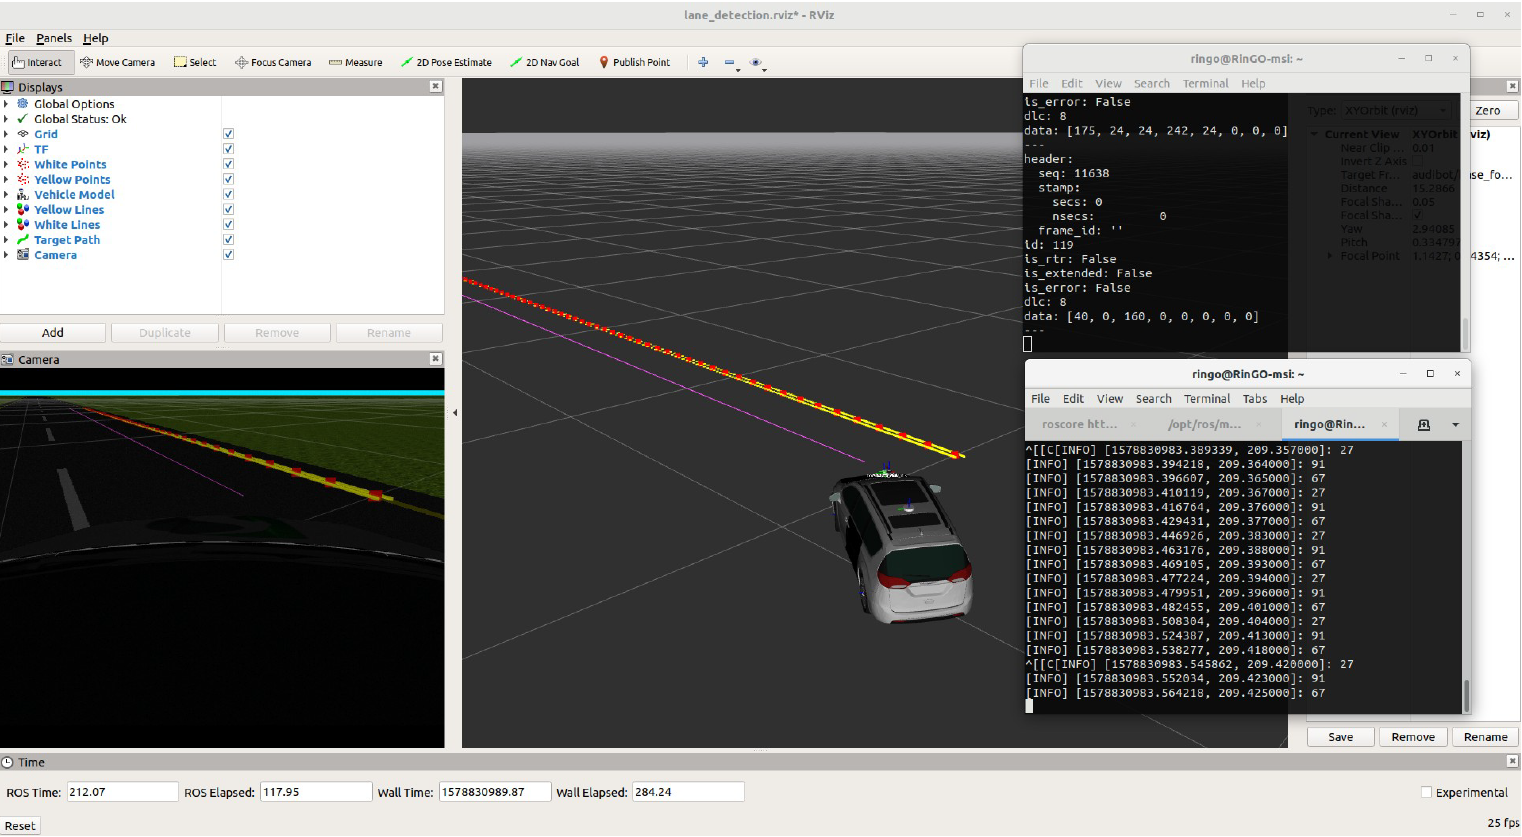 lane_detection.rviz* - RViz
File Panels Help
Interact Move Camera Select Focus Camera Measure 2D Pose Estimate 2D Nav Goal Publish Point
Displays
Global Options
Global Status: Ok
Grid
TF
White Points
Yellow Points
Vehicle Model
Yellow Lines
White Lines
Target Path
Camera
Add Duplicate Remove Rename
Camera
ringo@RinGO-msi: ~
File Edit View Search Terminal Help
is_error: False
dlc: 8
data: [175, 24, 24, 242, 24, 0, 0, 0]
---
header:
seq: 11638
stamp:
secs: 0
nsecs: 0
frame_id: ''
id: 119
is_rtr: False
is_extended: False
is_error: False
dlc: 8
data: [40, 0, 160, 0, 0, 0, 0, 0]
---
Type: XYOrbit (rviz) Zero
Current View XYOrbit (rviz)
Near Clip ... 0.01
Invert Z Axis
Target Fr... audibot/base_fo...
Distance 15.2866
Focal Sha... 0.05
Focal Sha... ✓
Yaw 2.94085
Pitch 0.334797
Focal Point 1.1427; 0.4354; ...
ringo@RinGO-msi: ~
File Edit View Search Terminal Tabs Help
roscore htt... /opt/ros/m... ringo@Rin...
^[[C[INFO] [1578830983.389339, 209.357000]: 27
[INFO] [1578830983.394218, 209.364000]: 91
[INFO] [1578830983.396607, 209.365000]: 67
[INFO] [1578830983.410119, 209.367000]: 27
[INFO] [1578830983.416764, 209.376000]: 91
[INFO] [1578830983.429431, 209.377000]: 67
[INFO] [1578830983.446926, 209.383000]: 27
[INFO] [1578830983.463176, 209.388000]: 91
[INFO] [1578830983.469105, 209.393000]: 67
[INFO] [1578830983.477224, 209.394000]: 27
[INFO] [1578830983.479951, 209.396000]: 91
[INFO] [1578830983.482455, 209.401000]: 67
[INFO] [1578830983.508304, 209.404000]: 27
[INFO] [1578830983.524387, 209.413000]: 91
[INFO] [1578830983.538277, 209.418000]: 67
^[[C[INFO] [1578830983.545862, 209.420000]: 27
[INFO] [1578830983.552034, 209.423000]: 91
[INFO] [1578830983.564218, 209.425000]: 67
Save Remove Rename
Time
ROS Time: 212.07 ROS Elapsed: 117.95 Wall Time: 1578830989.87 Wall Elapsed: 284.24 Experimental
Reset 25 fps